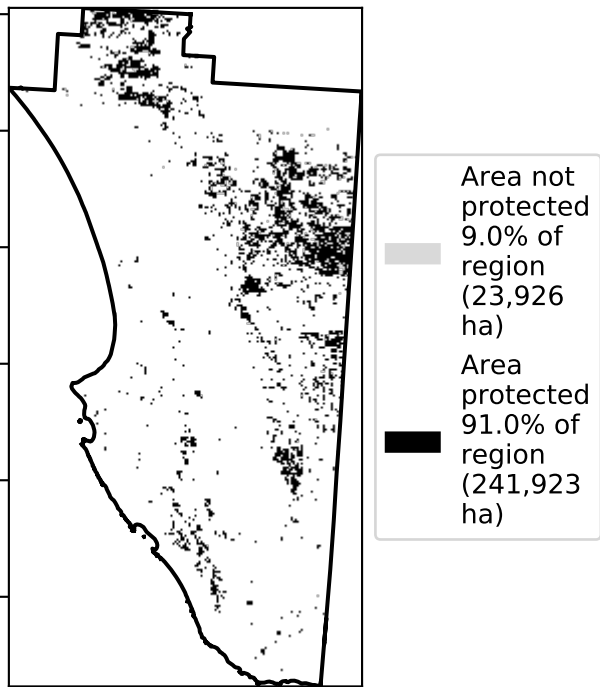 Area not
protected
9.0% of
region
(23,926
ha)
Area
protected
91.0% of
region
(241,923
ha)